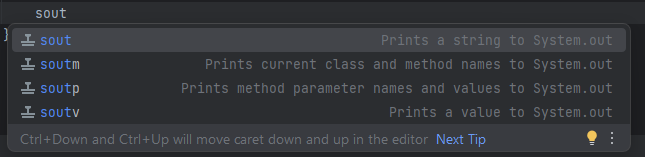 sout
}
sout Prints a string to System.out
soutm Prints current class and method names to System.out
soutp Prints method parameter names and values to System.out
soutv Prints a value to System.out
Ctrl+Down and Ctrl+Up will move caret down and up in the editor Next Tip